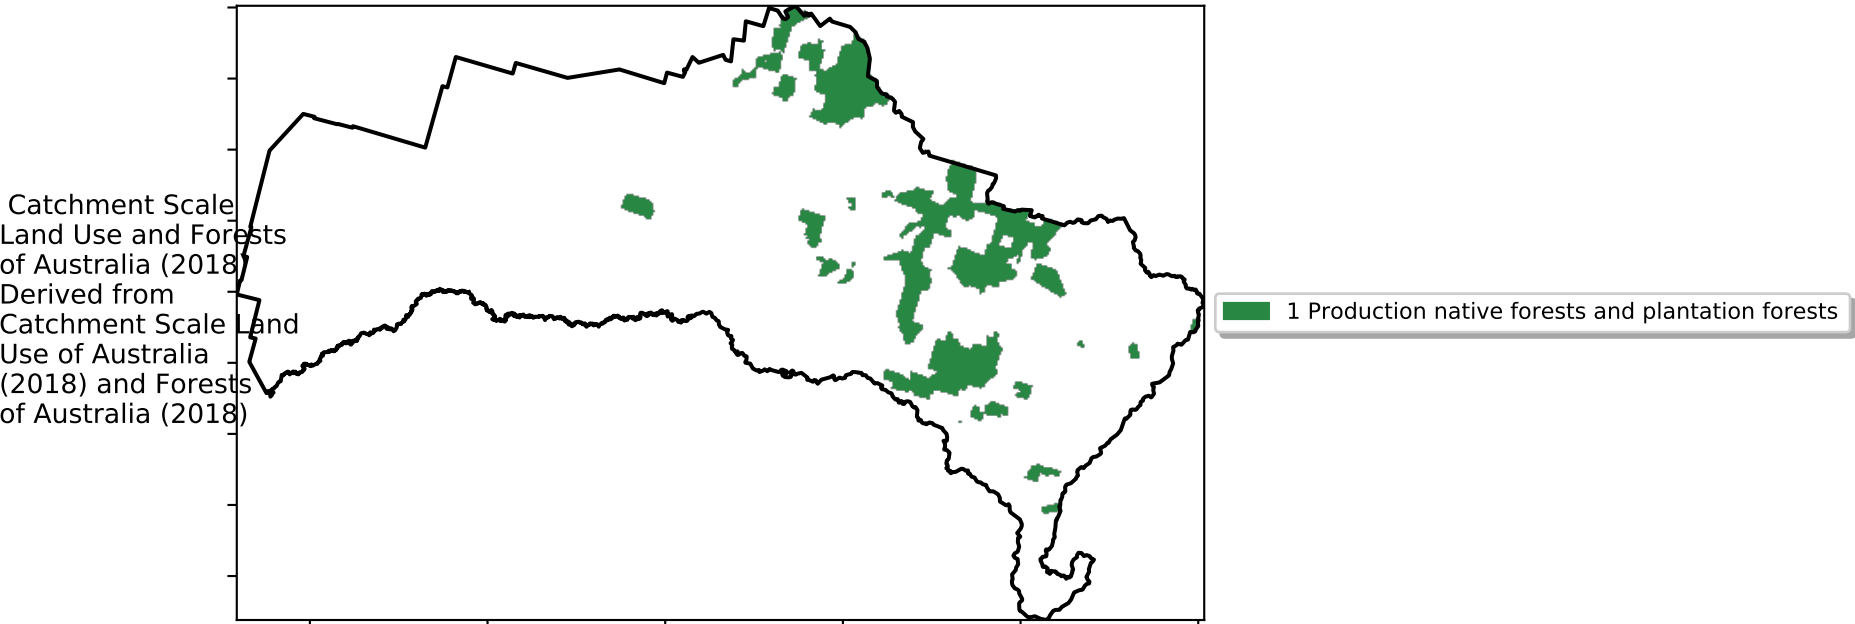 Catchment Scale
Land Use and Forests
of Australia (2018)
Derived from
Catchment Scale Land
Use of Australia
(2018) and Forests
of Australia (2018)
1 Production native forests and plantation forests